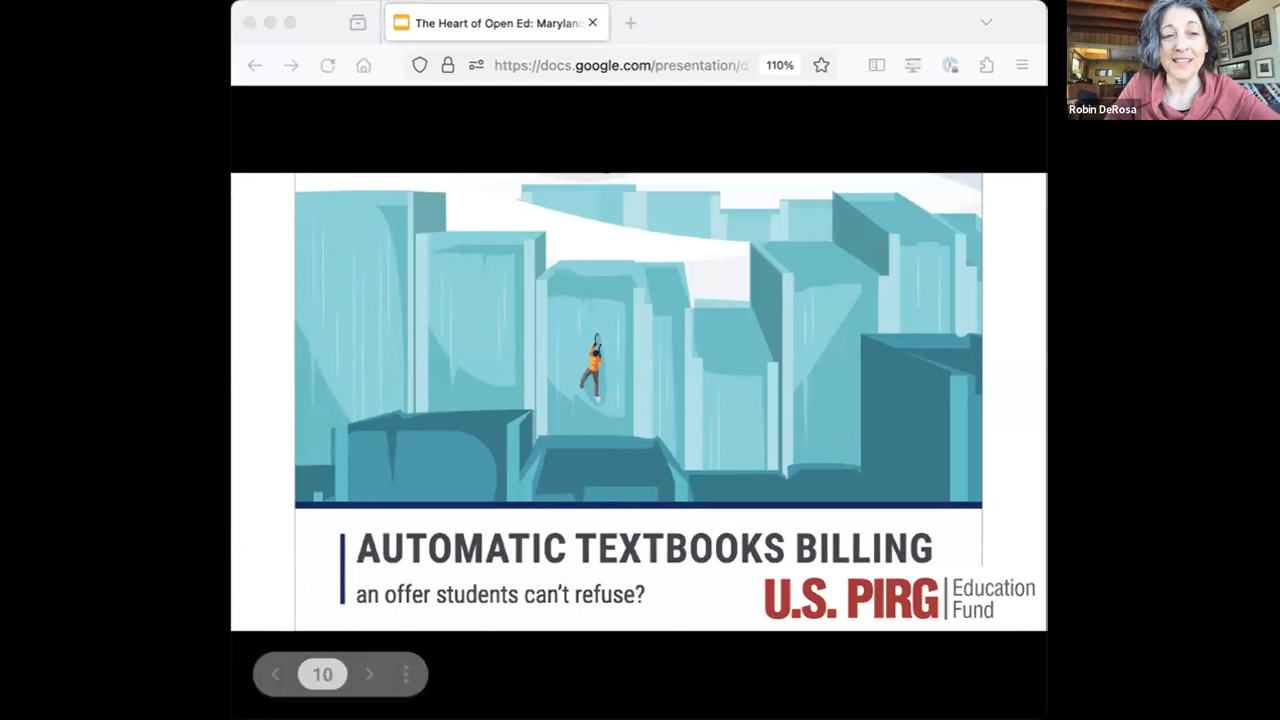 The Heart of Open Ed: Marylan
https://docs.google.com/presentation/d
110%
Robin DeRosa
AUTOMATIC TEXTBOOKS BILLING
an offer students can't refuse?
U.S. PIRG
Education
Fund
10